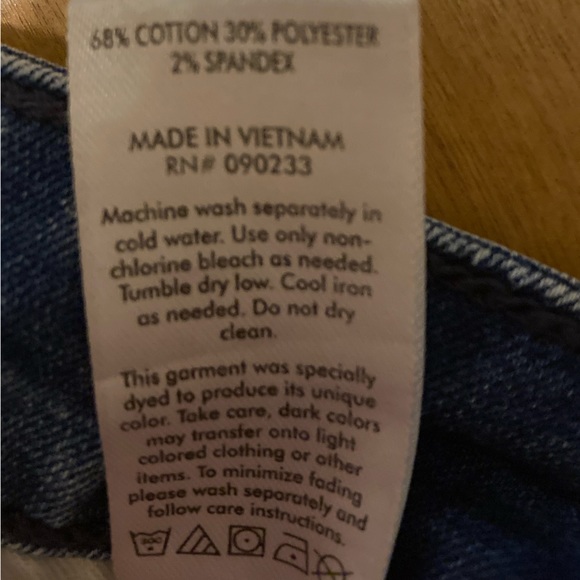 68% COTTON 30% POLYESTER
2% SPANDEX
MADE IN VIETNAM
RN# 090233
Machine wash separately in
cold water. Use only non-
chlorine bleach as needed.
Tumble dry low. Cool iron
as needed. Do not dry
clean.
This garment was specially
dyed to produce its unique
color. Take care, dark colors
may transfer onto light
colored clothing or other
items. To minimize fading
please wash separately and
follow care instructions.
30C